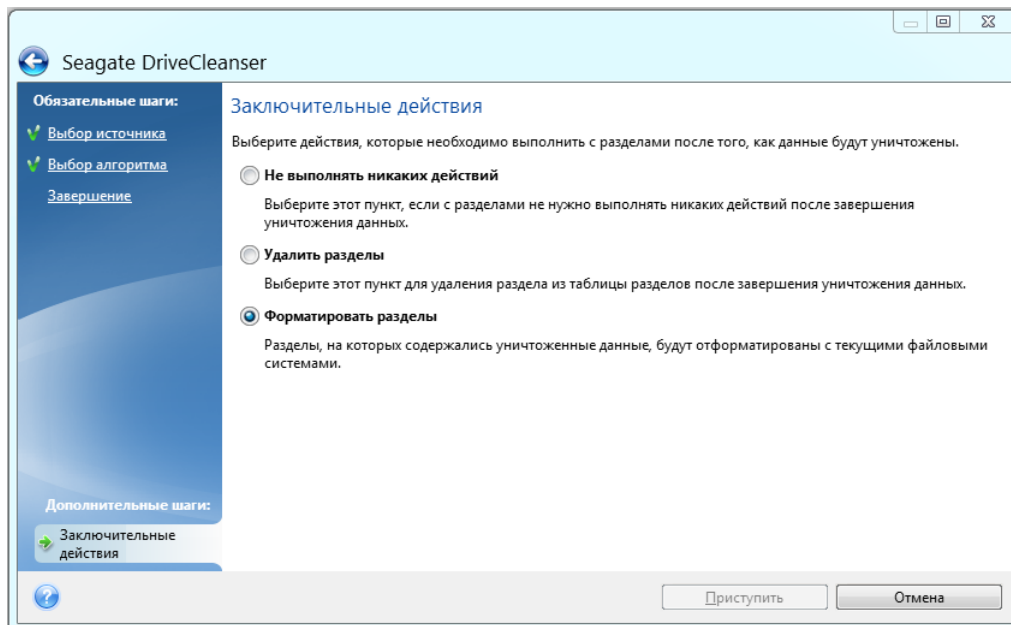 Seagate DriveCleanser
Обязательные шаги:
Выбор источника
Выбор алгоритма
Завершение
Дополнительные шаги:
Заключительные
действия
Заключительные действия
Выберите действия, которые необходимо выполнить с разделами после того, как данные будут уничтожены.
Не выполнять никаких действий
Выберите этот пункт, если с разделами не нужно выполнять никаких действий после завершения
уничтожения данных.
Удалить разделы
Выберите этот пункт для удаления раздела из таблицы разделов после завершения уничтожения данных.
Форматировать разделы
Разделы, на которых содержались уничтоженные данные, будут отформатированы с текущими файловыми
системами.
?
Приступить
Отмена